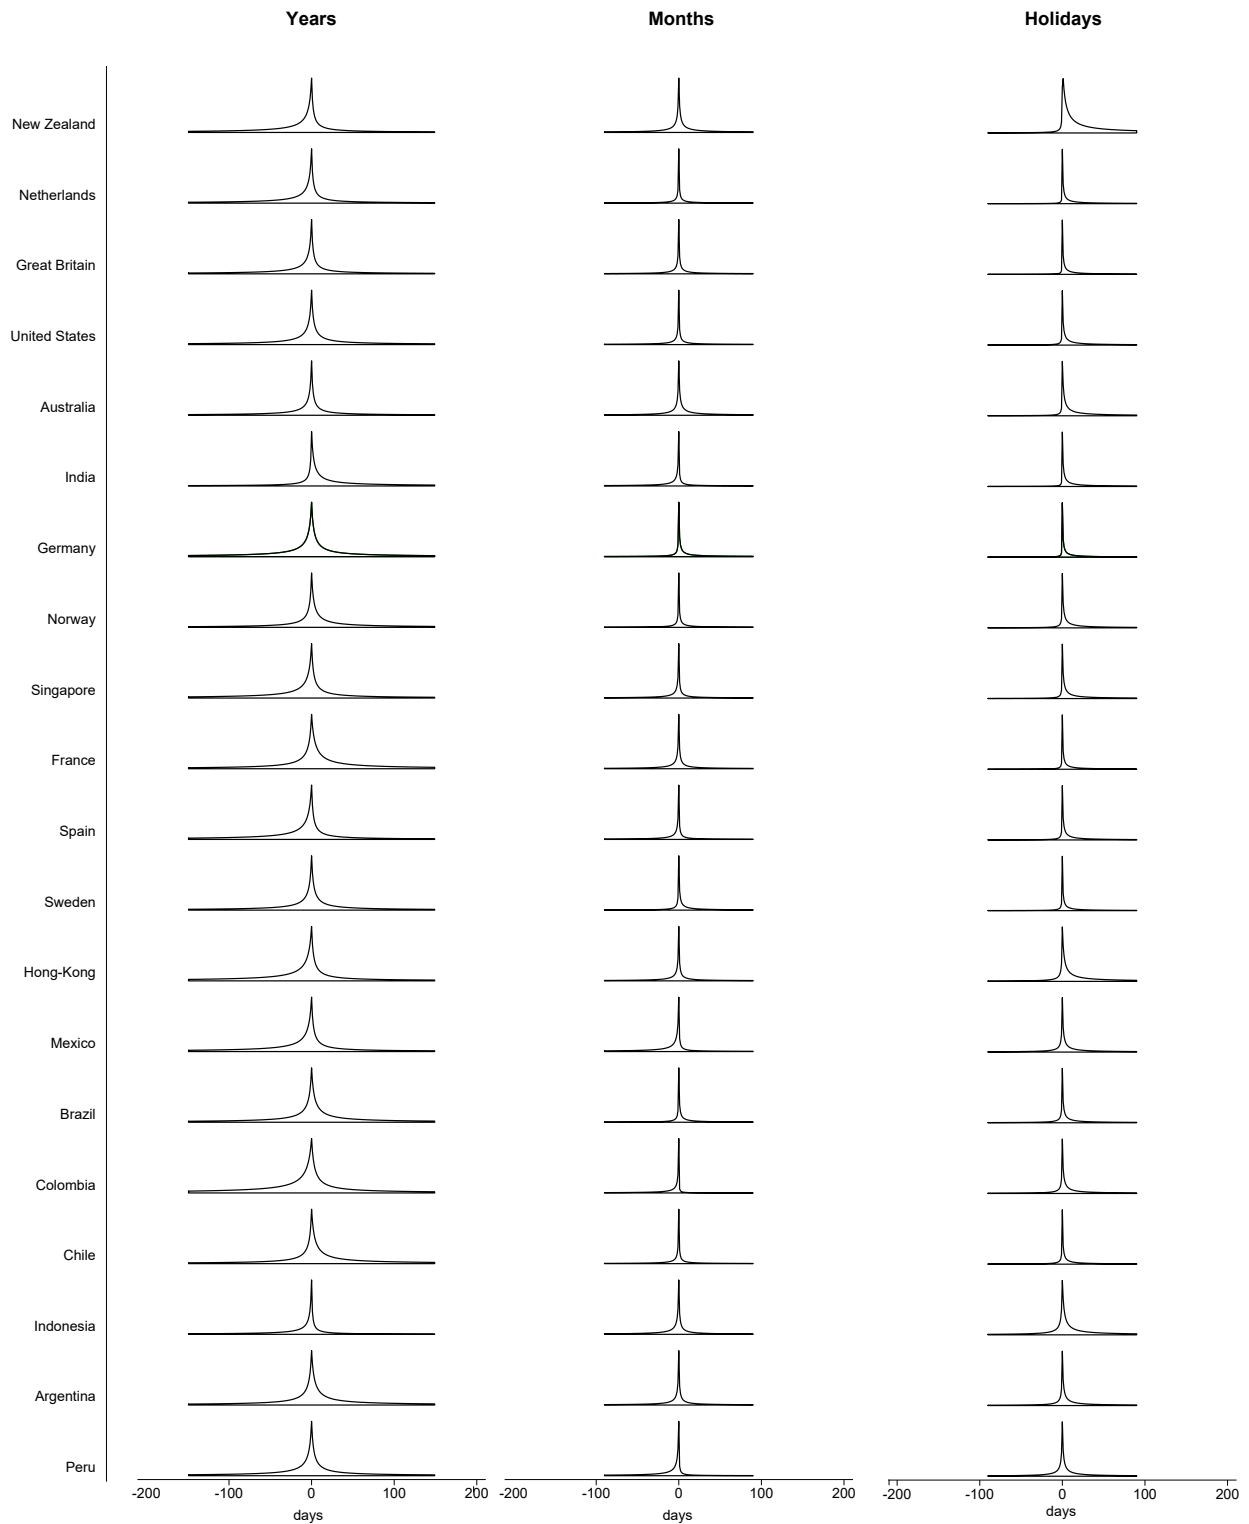 Years Months Holidays
New Zealand
Netherlands
Great Britain
United States
Australia
India
Germany
Norway
Singapore
France
Spain
Sweden
Hong-Kong
Mexico
Brazil
Colombia
Chile
Indonesia
Argentina
Peru
-200 -100 0 100 200 -200 -100 0 100 200 -200 -100 0 100 200
days days days